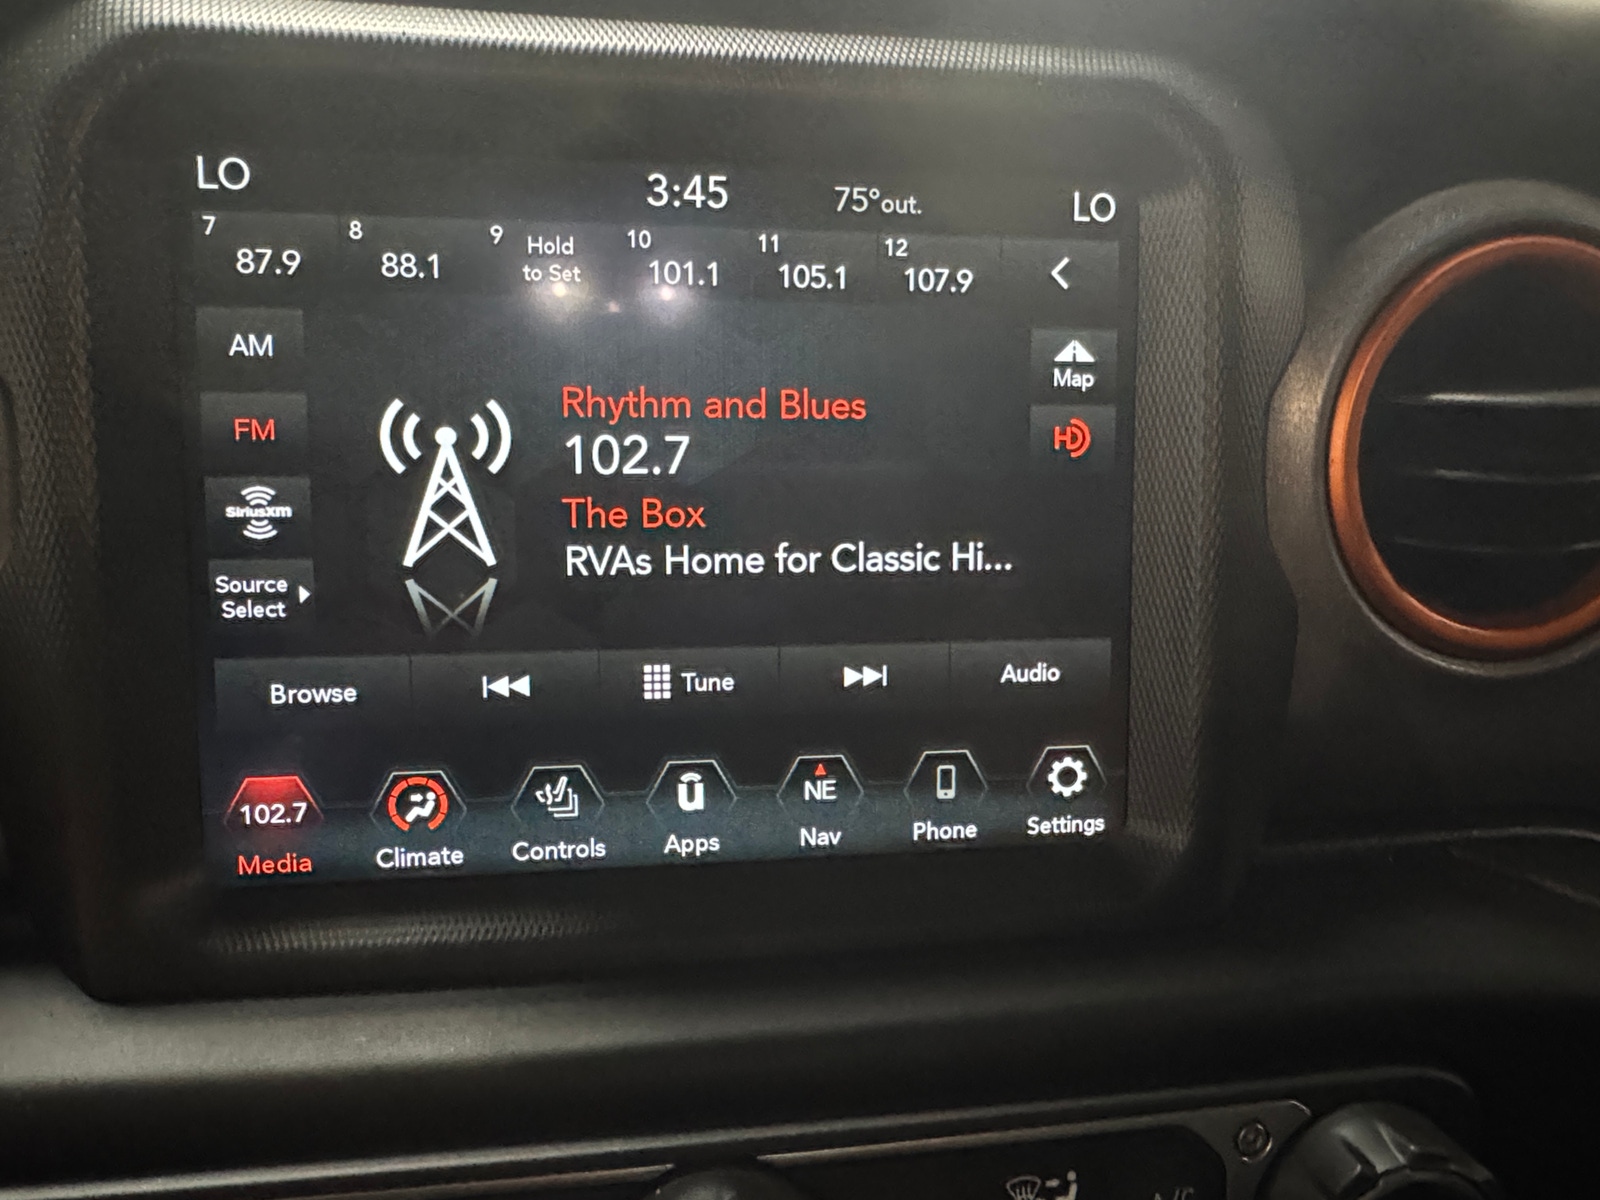 LO 3:45 75°out. LO
7 87.9 8 88.1 9 Hold to Set 10 101.1 11 105.1 12 107.9
AM
Map
Rhythm and Blues
FM
102.7
HD
SiriusXM
The Box
RVAs Home for Classic Hi...
Source
Select
Browse Tune Audio
102.7 NE
Media Climate Controls Apps Nav Phone Settings